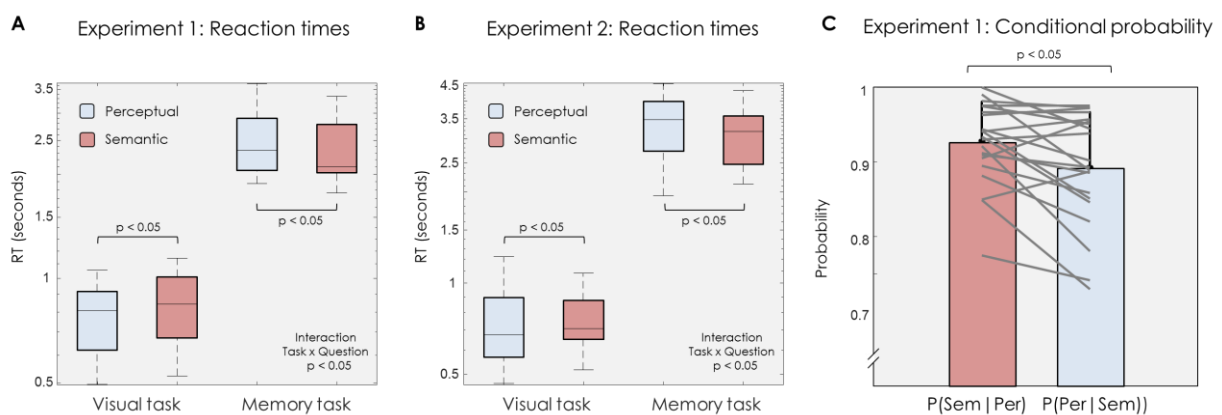 A
Experiment 1: Reaction times
3.5
2.5
1.5
1
0.5
RT (seconds)
Perceptual
Semantic
p < 0.05
p < 0.05
Interaction
Task x Question
p < 0.05
Visual task
Memory task
B
Experiment 2: Reaction times
4.5
3.5
2.5
1.5
1
0.5
RT (seconds)
Perceptual
Semantic
p < 0.05
p < 0.05
Interaction
Task x Question
p < 0.05
Visual task
Memory task
C
Experiment 1: Conditional probability
p < 0.05
1
0.9
0.8
0.7
Probability
P(Sem|Per)
P(Per|Sem))